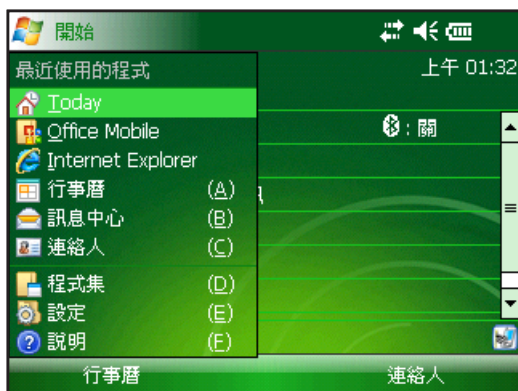 開始
最近使用的程式
上午 01:32
Today
Office Mobile
: 關
Internet Explorer
行事曆 (A)
訊息中心 (B)
連絡人 (C)
程式集 (D)
設定 (E)
說明 (F)
行事曆 連絡人